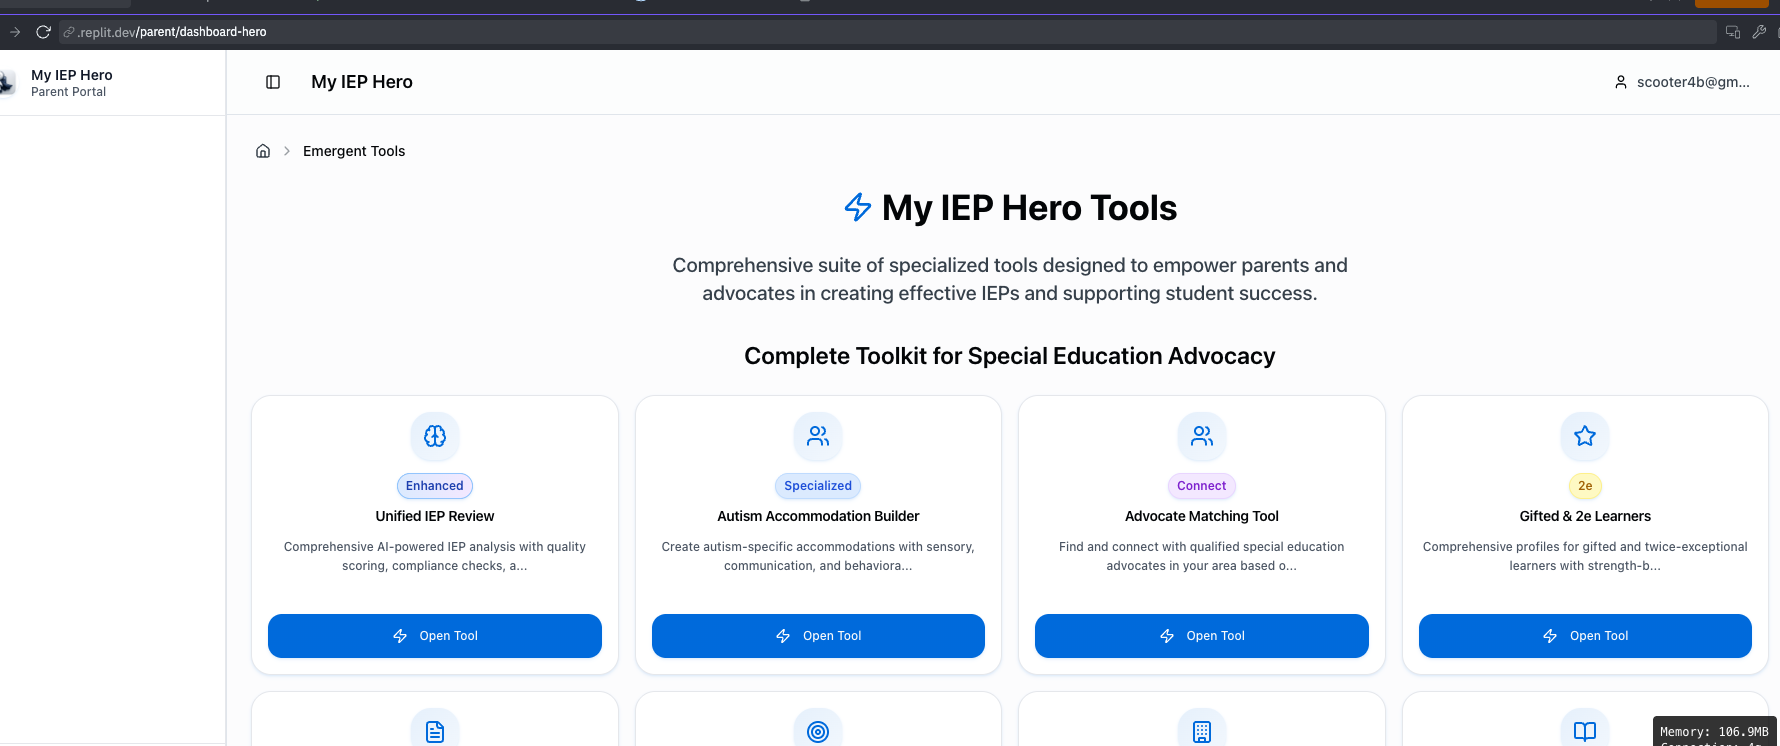 .replit.dev/parent/dashboard-hero
My IEP Hero
Parent Portal
My IEP Hero
scooter4b@gm...
Emergent Tools
My IEP Hero Tools
Comprehensive suite of specialized tools designed to empower parents and
advocates in creating effective IEPs and supporting student success.
Complete Toolkit for Special Education Advocacy
Enhanced
Unified IEP Review
Comprehensive AI-powered IEP analysis with quality
scoring, compliance checks, a...
Open Tool
Specialized
Autism Accommodation Builder
Create autism-specific accommodations with sensory,
communication, and behaviora...
Open Tool
Connect
Advocate Matching Tool
Find and connect with qualified special education
advocates in your area based o...
Open Tool
2e
Gifted & 2e Learners
Comprehensive profiles for gifted and twice-exceptional
learners with strength-b...
Open Tool
Memory: 106.9MB